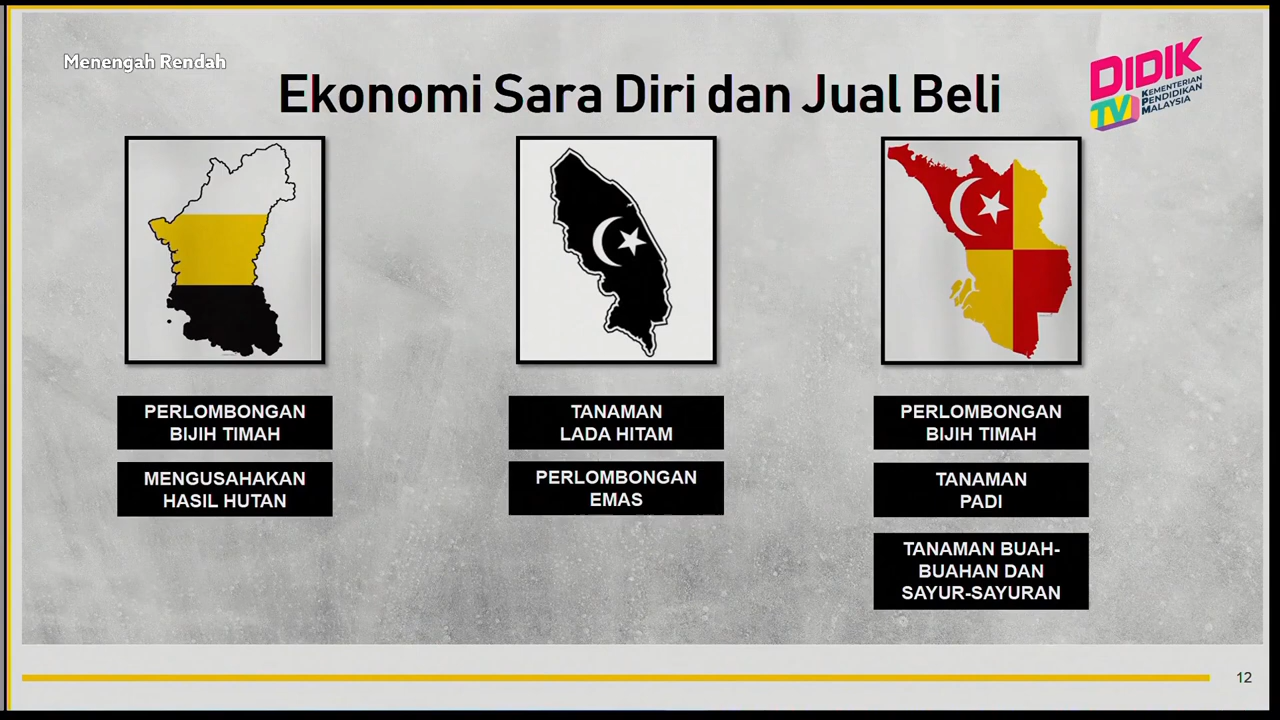 Menengah Rendah
Ekonomi Sara Diri dan Jual Beli
DIDIK
TV
KEMENTERIAN
PENDIDIKAN
MALAYSIA
PERLOMBONGAN
BIJIH TIMAH
MENGUSAHAKAN
HASIL HUTAN
TANAMAN
LADA HITAM
PERLOMBONGAN
EMAS
PERLOMBONGAN
BIJIH TIMAH
TANAMAN
PADI
TANAMAN BUAH-
BUAHAN DAN
SAYUR-SAYURAN
12